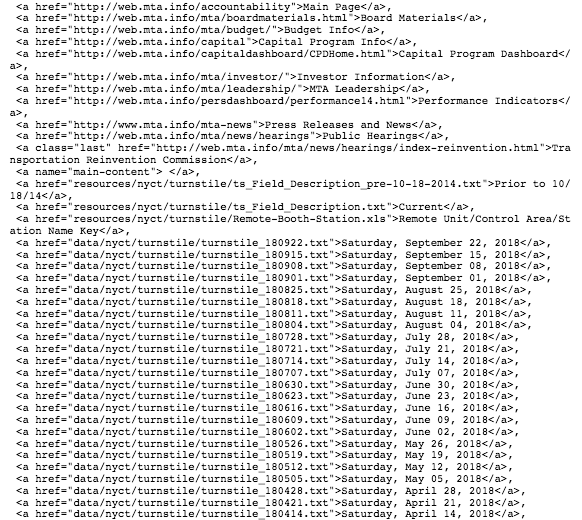 <a href="http://web.mta.info/accountability">Main Page</a>,
<a href="http://web.mta.info/mta/boardmaterials.html">Board Materials</a>,
<a href="http://web.mta.info/mta/budget/">Budget Info</a>,
<a href="http://web.mta.info/capital">Capital Program Info</a>,
<a href="http://web.mta.info/capitaldashboard/CPDHome.html">Capital Program Dashboard</
a>,
<a href="http://web.mta.info/mta/investor/">Investor Information</a>,
<a href="http://web.mta.info/mta/leadership/">MTA Leadership</a>,
<a href="http://web.mta.info/persdashboard/performance14.html">Performance Indicators</
a>,
<a href="http://www.mta.info/mta-news">Press Releases and News</a>,
<a href="http://web.mta.info/mta/news/hearings">Public Hearings</a>,
<a class="last" href="http://web.mta.info/mta/news/hearings/index-reinvention.html">Tra
nsportation Reinvention Commission</a>,
<a name="main-content"> </a>,
<a href="resources/nyct/turnstile/ts_Field_Description_pre-10-18-2014.txt">Prior to 10/
18/14</a>,
<a href="resources/nyct/turnstile/ts_Field_Description.txt">Current</a>,
<a href="resources/nyct/turnstile/Remote-Booth-Station.xls">Remote Unit/Control Area/St
ation Name Key</a>,
<a href="data/nyct/turnstile/turnstile_180922.txt">Saturday, September 22, 2018</a>,
<a href="data/nyct/turnstile/turnstile_180915.txt">Saturday, September 15, 2018</a>,
<a href="data/nyct/turnstile/turnstile_180908.txt">Saturday, September 08, 2018</a>,
<a href="data/nyct/turnstile/turnstile_180901.txt">Saturday, September 01, 2018</a>,
<a href="data/nyct/turnstile/turnstile_180825.txt">Saturday, August 25, 2018</a>,
<a href="data/nyct/turnstile/turnstile_180818.txt">Saturday, August 18, 2018</a>,
<a href="data/nyct/turnstile/turnstile_180811.txt">Saturday, August 11, 2018</a>,
<a href="data/nyct/turnstile/turnstile_180804.txt">Saturday, August 04, 2018</a>,
<a href="data/nyct/turnstile/turnstile_180728.txt">Saturday, July 28, 2018</a>,
<a href="data/nyct/turnstile/turnstile_180721.txt">Saturday, July 21, 2018</a>,
<a href="data/nyct/turnstile/turnstile_180714.txt">Saturday, July 14, 2018</a>,
<a href="data/nyct/turnstile/turnstile_180707.txt">Saturday, July 07, 2018</a>,
<a href="data/nyct/turnstile/turnstile_180630.txt">Saturday, June 30, 2018</a>,
<a href="data/nyct/turnstile/turnstile_180623.txt">Saturday, June 23, 2018</a>,
<a href="data/nyct/turnstile/turnstile_180616.txt">Saturday, June 16, 2018</a>,
<a href="data/nyct/turnstile/turnstile_180609.txt">Saturday, June 09, 2018</a>,
<a href="data/nyct/turnstile/turnstile_180602.txt">Saturday, June 02, 2018</a>,
<a href="data/nyct/turnstile/turnstile_180526.txt">Saturday, May 26, 2018</a>,
<a href="data/nyct/turnstile/turnstile_180519.txt">Saturday, May 19, 2018</a>,
<a href="data/nyct/turnstile/turnstile_180512.txt">Saturday, May 12, 2018</a>,
<a href="data/nyct/turnstile/turnstile_180505.txt">Saturday, May 05, 2018</a>,
<a href="data/nyct/turnstile/turnstile_180428.txt">Saturday, April 28, 2018</a>,
<a href="data/nyct/turnstile/turnstile_180421.txt">Saturday, April 21, 2018</a>,
<a href="data/nyct/turnstile/turnstile_180414.txt">Saturday, April 14, 2018</a>,